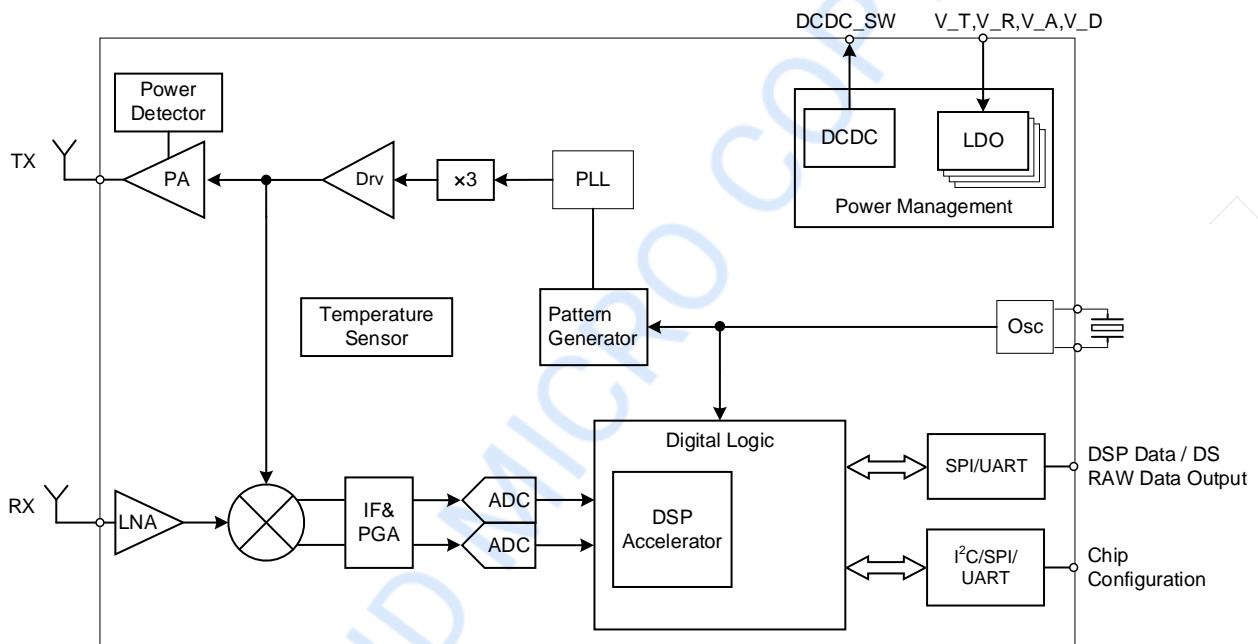 DCDC_SW
V_T,V_R,V_A,V_D
Power
Detector
DCDC
LDO
Power Management
TX
PA
Drv
×3
PLL
Temperature
Sensor
Pattern
Generator
Osc
Digital Logic
SPI/UART
DSP Data / DS
RAW Data Output
RX
LNA
IF&
PGA
ADC
ADC
DSP
Accelerator
I²C/SPI/
UART
Chip
Configuration
MICRO